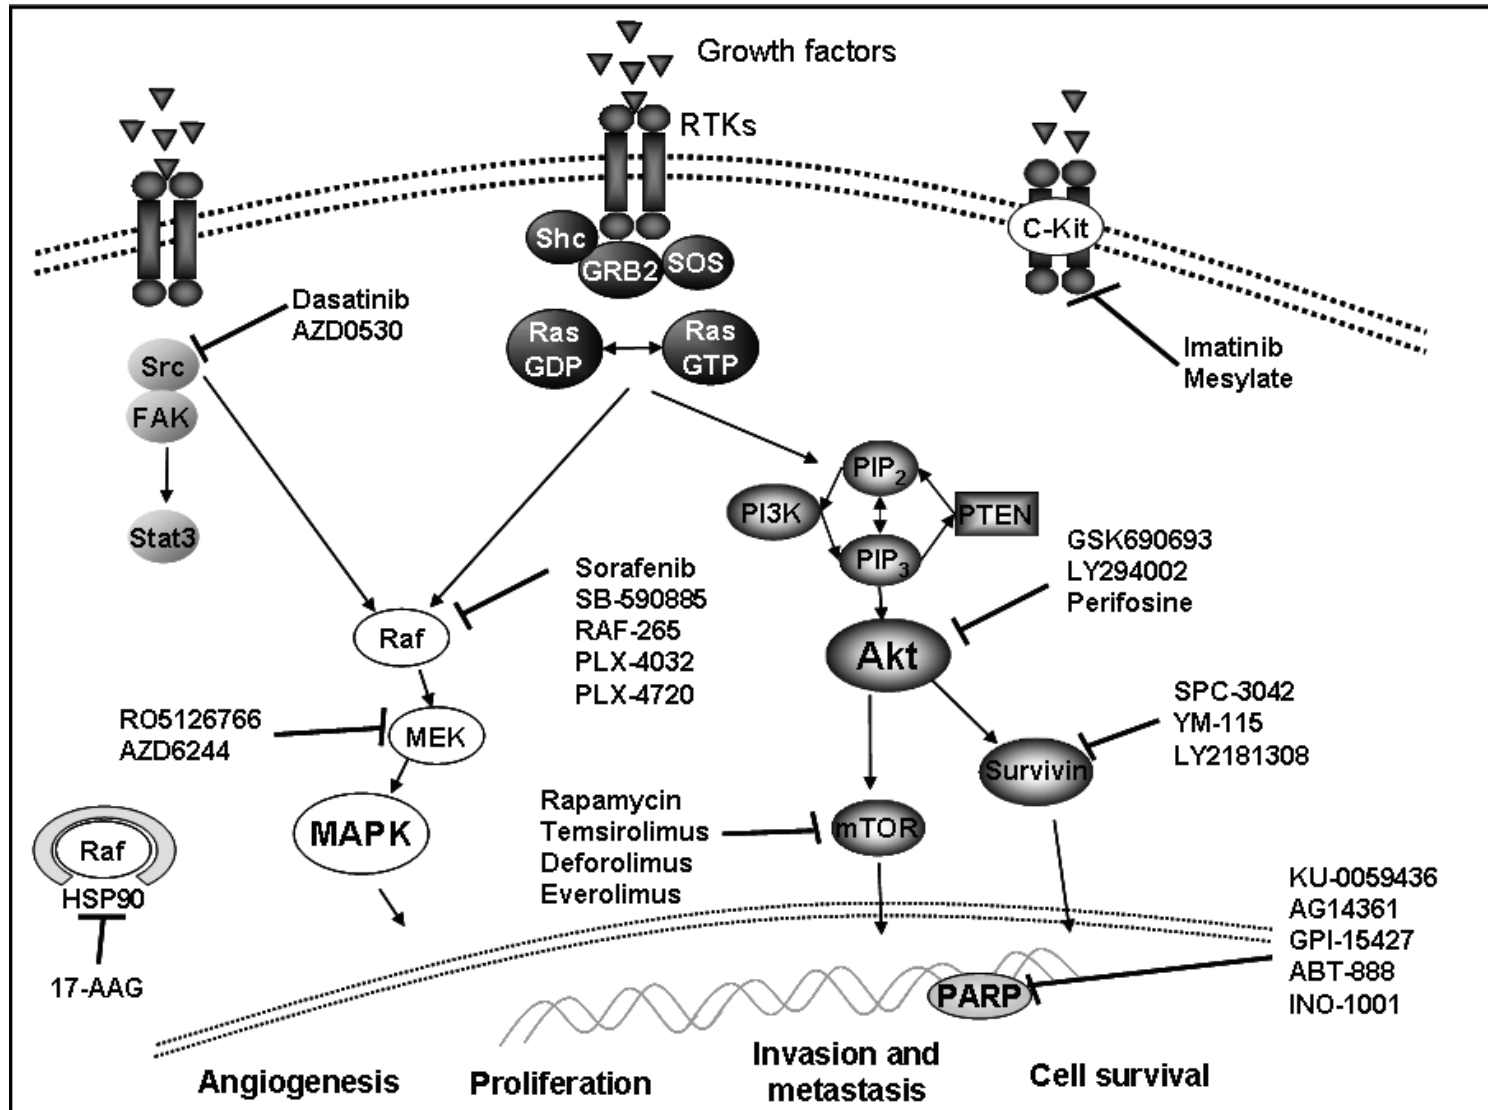 Growth factors
RTKs
Shc
GRB2
SOS
C-Kit
Dasatinib
AZD0530
Ras
GDP
Ras
GTP
Imatinib
Mesylate
Src
FAK
Stat3
PIP2
PI3K
PTEN
PIP3
GSK690693
LY294002
Perifosine
Sorafenib
SB-590885
RAF-265
PLX-4032
PLX-4720
Raf
Akt
RO5126766
AZD6244
MEK
SPC-3042
YM-115
LY2181308
Survivin
MAPK
Rapamycin
Temsirolimus
Deforolimus
Everolimus
mTOR
Raf
HSP90
17-AAG
KU-0059436
AG14361
GPI-15427
ABT-888
INO-1001
PARP
Angiogenesis
Proliferation
Invasion and
metastasis
Cell survival